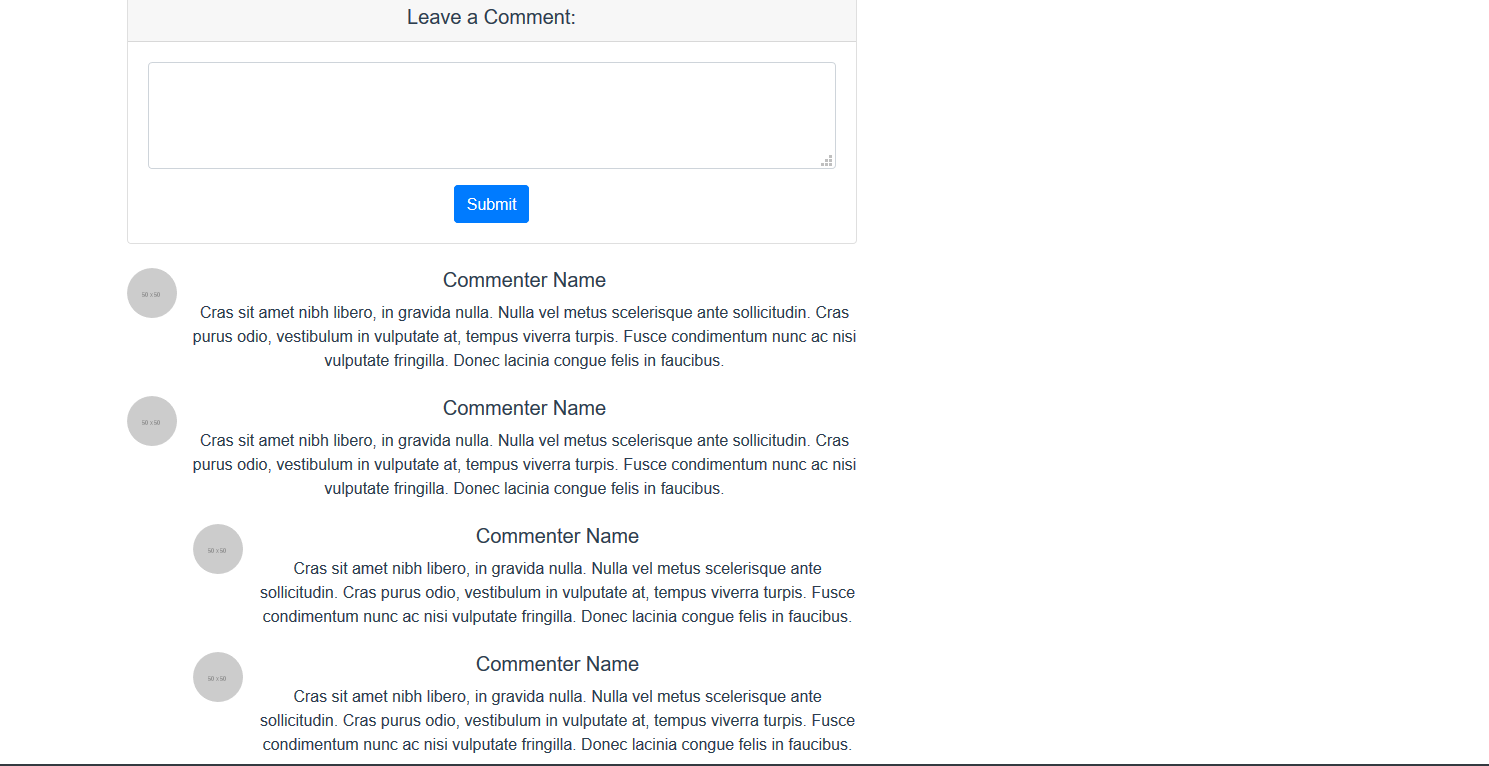 Leave a Comment:
Submit
50 x 50
Commenter Name
Cras sit amet nibh libero, in gravida nulla. Nulla vel metus scelerisque ante sollicitudin. Cras
purus odio, vestibulum in vulputate at, tempus viverra turpis. Fusce condimentum nunc ac nisi
vulputate fringilla. Donec lacinia congue felis in faucibus.
50 x 50
Commenter Name
Cras sit amet nibh libero, in gravida nulla. Nulla vel metus scelerisque ante sollicitudin. Cras
purus odio, vestibulum in vulputate at, tempus viverra turpis. Fusce condimentum nunc ac nisi
vulputate fringilla. Donec lacinia congue felis in faucibus.
50 x 50
Commenter Name
Cras sit amet nibh libero, in gravida nulla. Nulla vel metus scelerisque ante
sollicitudin. Cras purus odio, vestibulum in vulputate at, tempus viverra turpis. Fusce
condimentum nunc ac nisi vulputate fringilla. Donec lacinia congue felis in faucibus.
50 x 50
Commenter Name
Cras sit amet nibh libero, in gravida nulla. Nulla vel metus scelerisque ante
sollicitudin. Cras purus odio, vestibulum in vulputate at, tempus viverra turpis. Fusce
condimentum nunc ac nisi vulputate fringilla. Donec lacinia congue felis in faucibus.